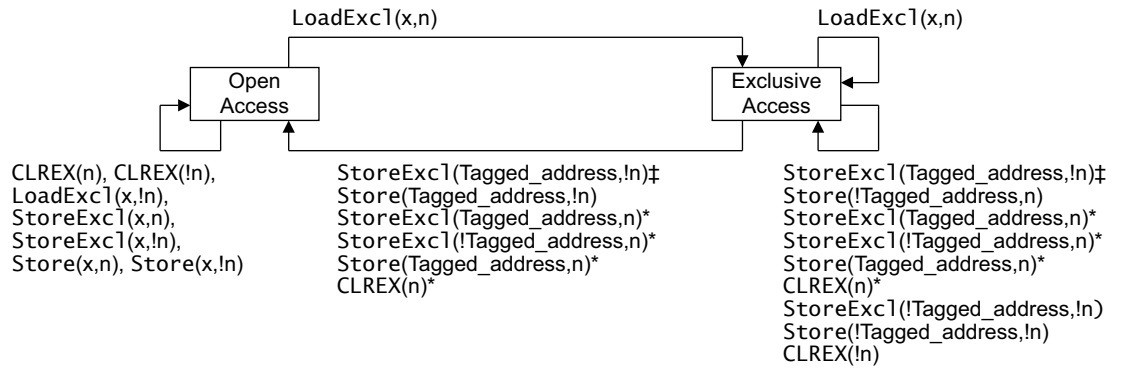 LoadExcl(x,n)
LoadExcl(x,n)
Open
Access
Exclusive
Access
CLREX(n), CLREX(!n),
LoadExcl(x,!n),
StoreExcl(x,n),
StoreExcl(x,!n),
Store(x,n), Store(x,!n)
StoreExcl(Tagged_address,!n)‡
Store(Tagged_address,!n)
StoreExcl(Tagged_address,n)*
StoreExcl(!Tagged_address,n)*
Store(Tagged_address,n)*
CLREX(n)*
StoreExcl(Tagged_address,!n)‡
Store(!Tagged_address,n)
StoreExcl(Tagged_address,n)*
StoreExcl(!Tagged_address,n)*
Store(Tagged_address,n)*
CLREX(n)*
StoreExcl(!Tagged_address,!n)
Store(!Tagged_address,!n)
CLREX(!n)